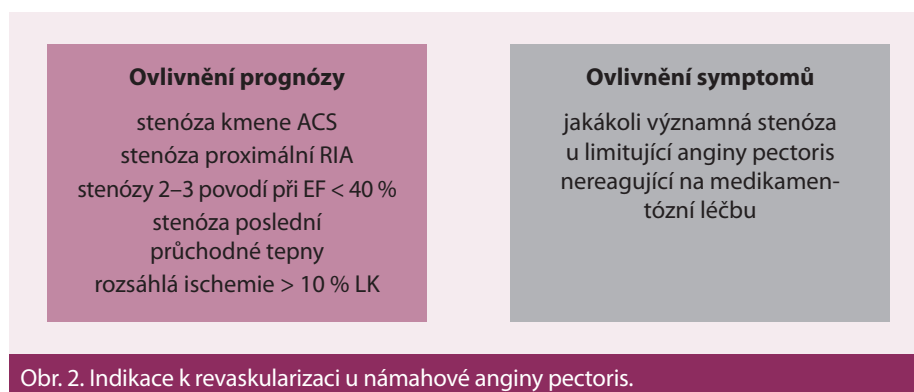 Ovlivnění prognózy
stenóza kmene ACS
stenóza proximální RIA
stenózy 2–3 povodí při EF < 40 %
stenóza poslední
průchodné tepny
rozsáhlá ischemie > 10 % LK
Ovlivnění symptomů
jakákoli významná stenóza
u limitující anginy pectoris
nereagující na medikamen-
tózní léčbu
Obr. 2. Indikace k revaskularizaci u námahové anginy pectoris.